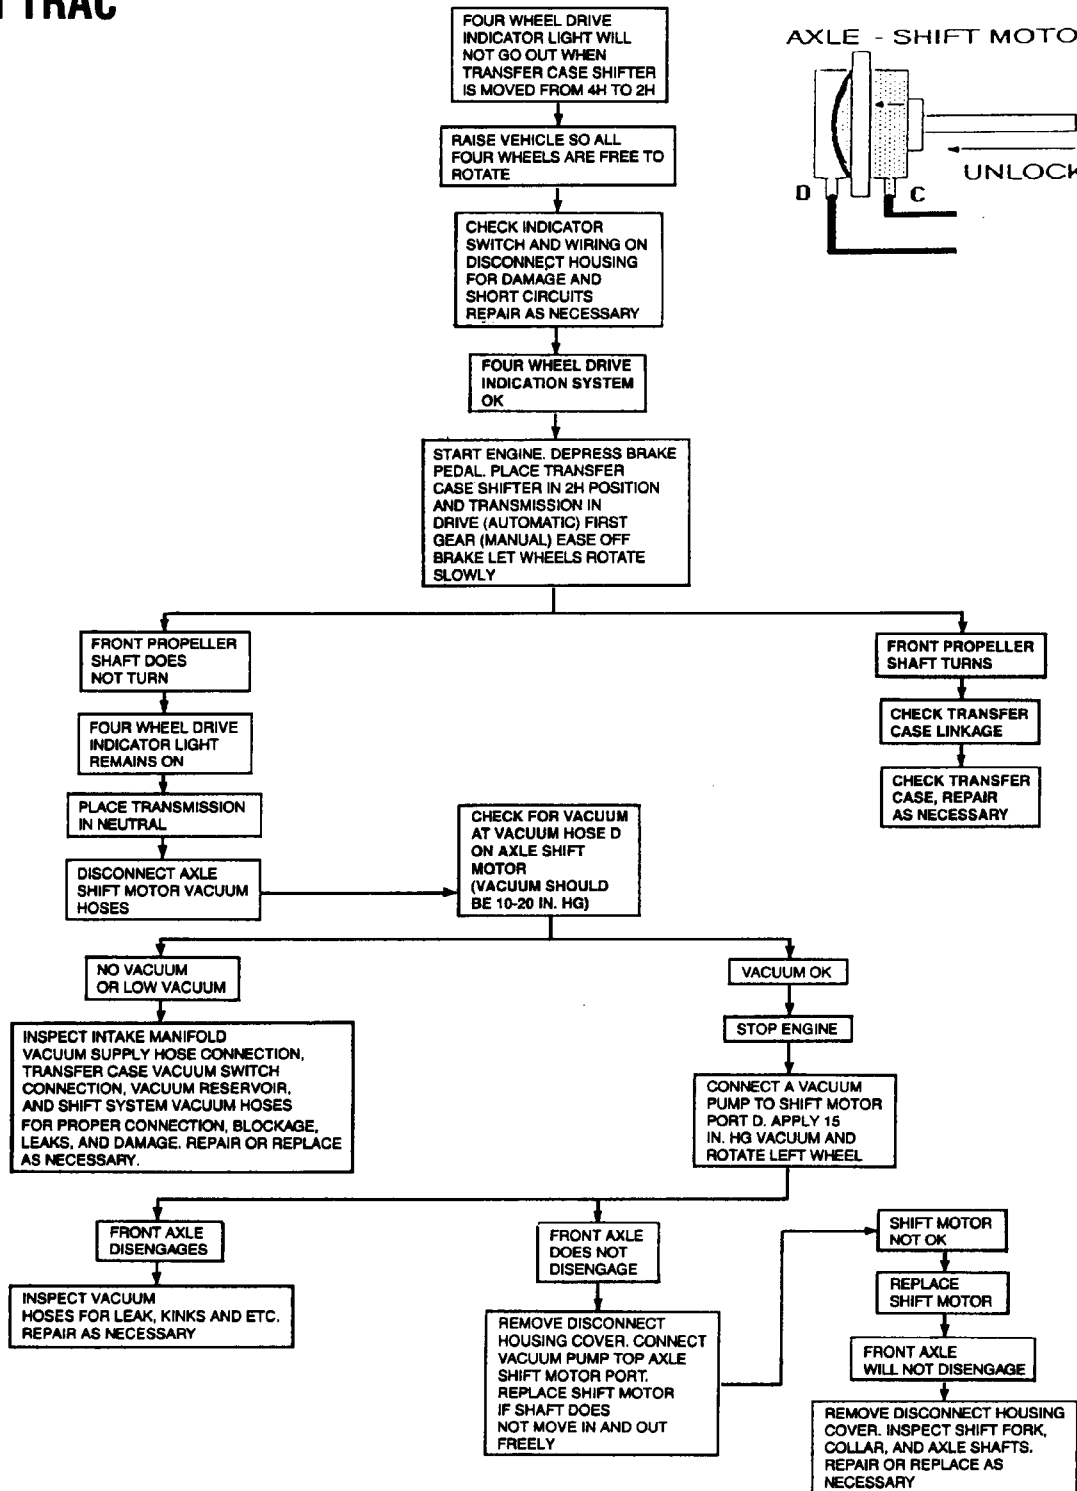 TRAC
FOUR WHEEL DRIVE
INDICATOR LIGHT WILL
NOT GO OUT WHEN
TRANSFER CASE SHIFTER
IS MOVED FROM 4H TO 2H
AXLE - SHIFT MOTO
D
C
UNLOCK
RAISE VEHICLE SO ALL
FOUR WHEELS ARE FREE TO
ROTATE
CHECK INDICATOR
SWITCH AND WIRING ON
DISCONNECT HOUSING
FOR DAMAGE AND
SHORT CIRCUITS
REPAIR AS NECESSARY
FOUR WHEEL DRIVE
INDICATION SYSTEM
OK
START ENGINE. DEPRESS BRAKE
PEDAL. PLACE TRANSFER
CASE SHIFTER IN 2H POSITION
AND TRANSMISSION IN
DRIVE (AUTOMATIC) FIRST
GEAR (MANUAL) EASE OFF
BRAKE LET WHEELS ROTATE
SLOWLY
FRONT PROPELLER
SHAFT DOES
NOT TURN
FOUR WHEEL DRIVE
INDICATOR LIGHT
REMAINS ON
PLACE TRANSMISSION
IN NEUTRAL
DISCONNECT AXLE
SHIFT MOTOR VACUUM
HOSES
FRONT PROPELLER
SHAFT TURNS
CHECK TRANSFER
CASE LINKAGE
CHECK TRANSFER
CASE, REPAIR
AS NECESSARY
CHECK FOR VACUUM
AT VACUUM HOSE D
ON AXLE SHIFT
MOTOR
(VACUUM SHOULD
BE 10-20 IN. HG)
NO VACUUM
OR LOW VACUUM
INSPECT INTAKE MANIFOLD
VACUUM SUPPLY HOSE CONNECTION,
TRANSFER CASE VACUUM SWITCH
CONNECTION, VACUUM RESERVOIR,
AND SHIFT SYSTEM VACUUM HOSES
FOR PROPER CONNECTION, BLOCKAGE,
LEAKS, AND DAMAGE. REPAIR OR REPLACE
AS NECESSARY.
VACUUM OK
STOP ENGINE
CONNECT A VACUUM
PUMP TO SHIFT MOTOR
PORT D. APPLY 15
IN. HG VACUUM AND
ROTATE LEFT WHEEL
FRONT AXLE
DISENGAGES
INSPECT VACUUM
HOSES FOR LEAK, KINKS AND ETC.
REPAIR AS NECESSARY
FRONT AXLE
DOES NOT
DISENGAGE
REMOVE DISCONNECT
HOUSING COVER. CONNECT
VACUUM PUMP TOP AXLE
SHIFT MOTOR PORT.
REPLACE SHIFT MOTOR
IF SHAFT DOES
NOT MOVE IN AND OUT
FREELY
SHIFT MOTOR
NOT OK
REPLACE
SHIFT MOTOR
FRONT AXLE
WILL NOT DISENGAGE
REMOVE DISCONNECT HOUSING
COVER. INSPECT SHIFT FORK,
COLLAR, AND AXLE SHAFTS.
REPAIR OR REPLACE AS
NECESSARY